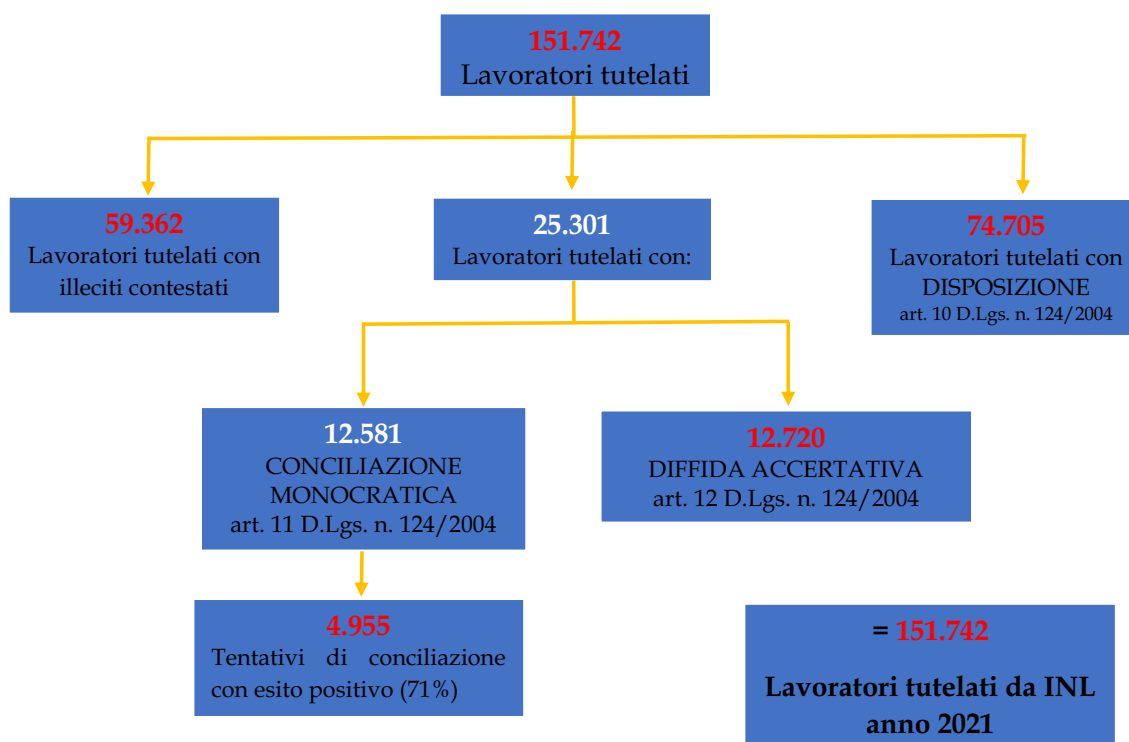 151.742
Lavoratori tutelati
59.362
Lavoratori tutelati con
illeciti contestati
25.301
Lavoratori tutelati con:
74.705
Lavoratori tutelati con
DISPOSIZIONE
art. 10 D.Lgs. n. 124/2004
12.581
CONCILIAZIONE
MONOCRATICA
art. 11 D.Lgs. n. 124/2004
12.720
DIFFIDA ACCERTATIVA
art. 12 D.Lgs. n. 124/2004
4.955
Tentativi di conciliazione
con esito positivo (71%)
= 151.742
Lavoratori tutelati da INL
anno 2021